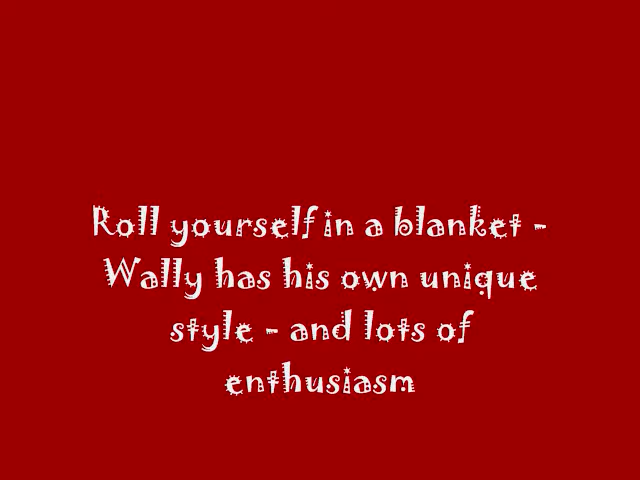 Roll yourself in a blanket -
Wally has his own unique
style - and lots of
enthusiasm